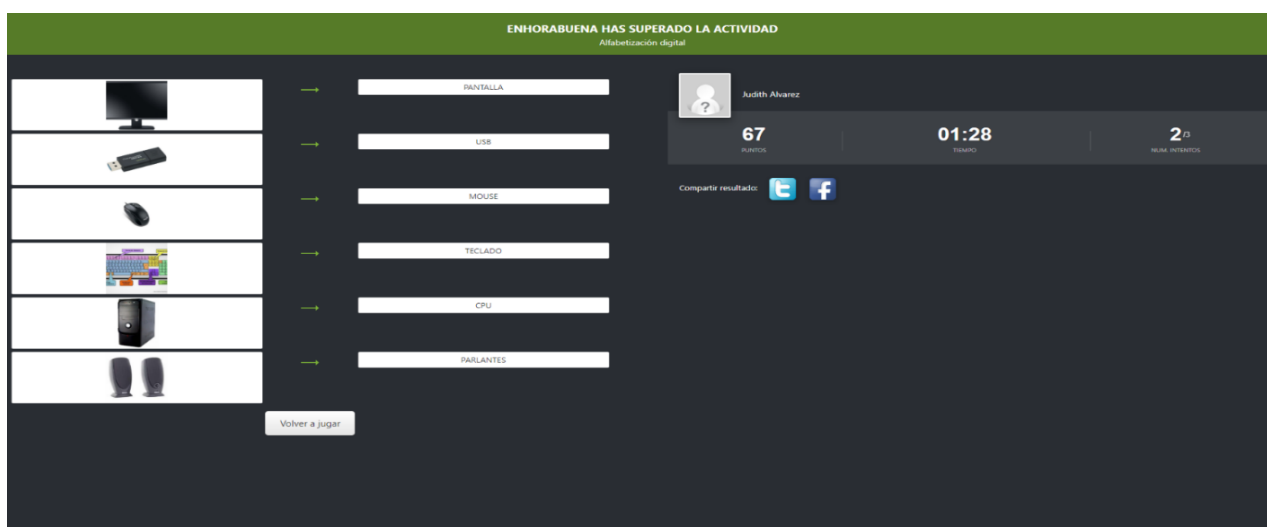 ENHORABUENA HAS SUPERADO LA ACTIVIDAD
Alfabetización digital
PANTALLA
USB
MOUSE
TECLADO
CPU
PARLANTES
Volver a jugar
?
Judith Alvarez
67
PUNTOS
01:28
TIEMPO
2/3
NUM. INTENTOS
Compartir resultado: